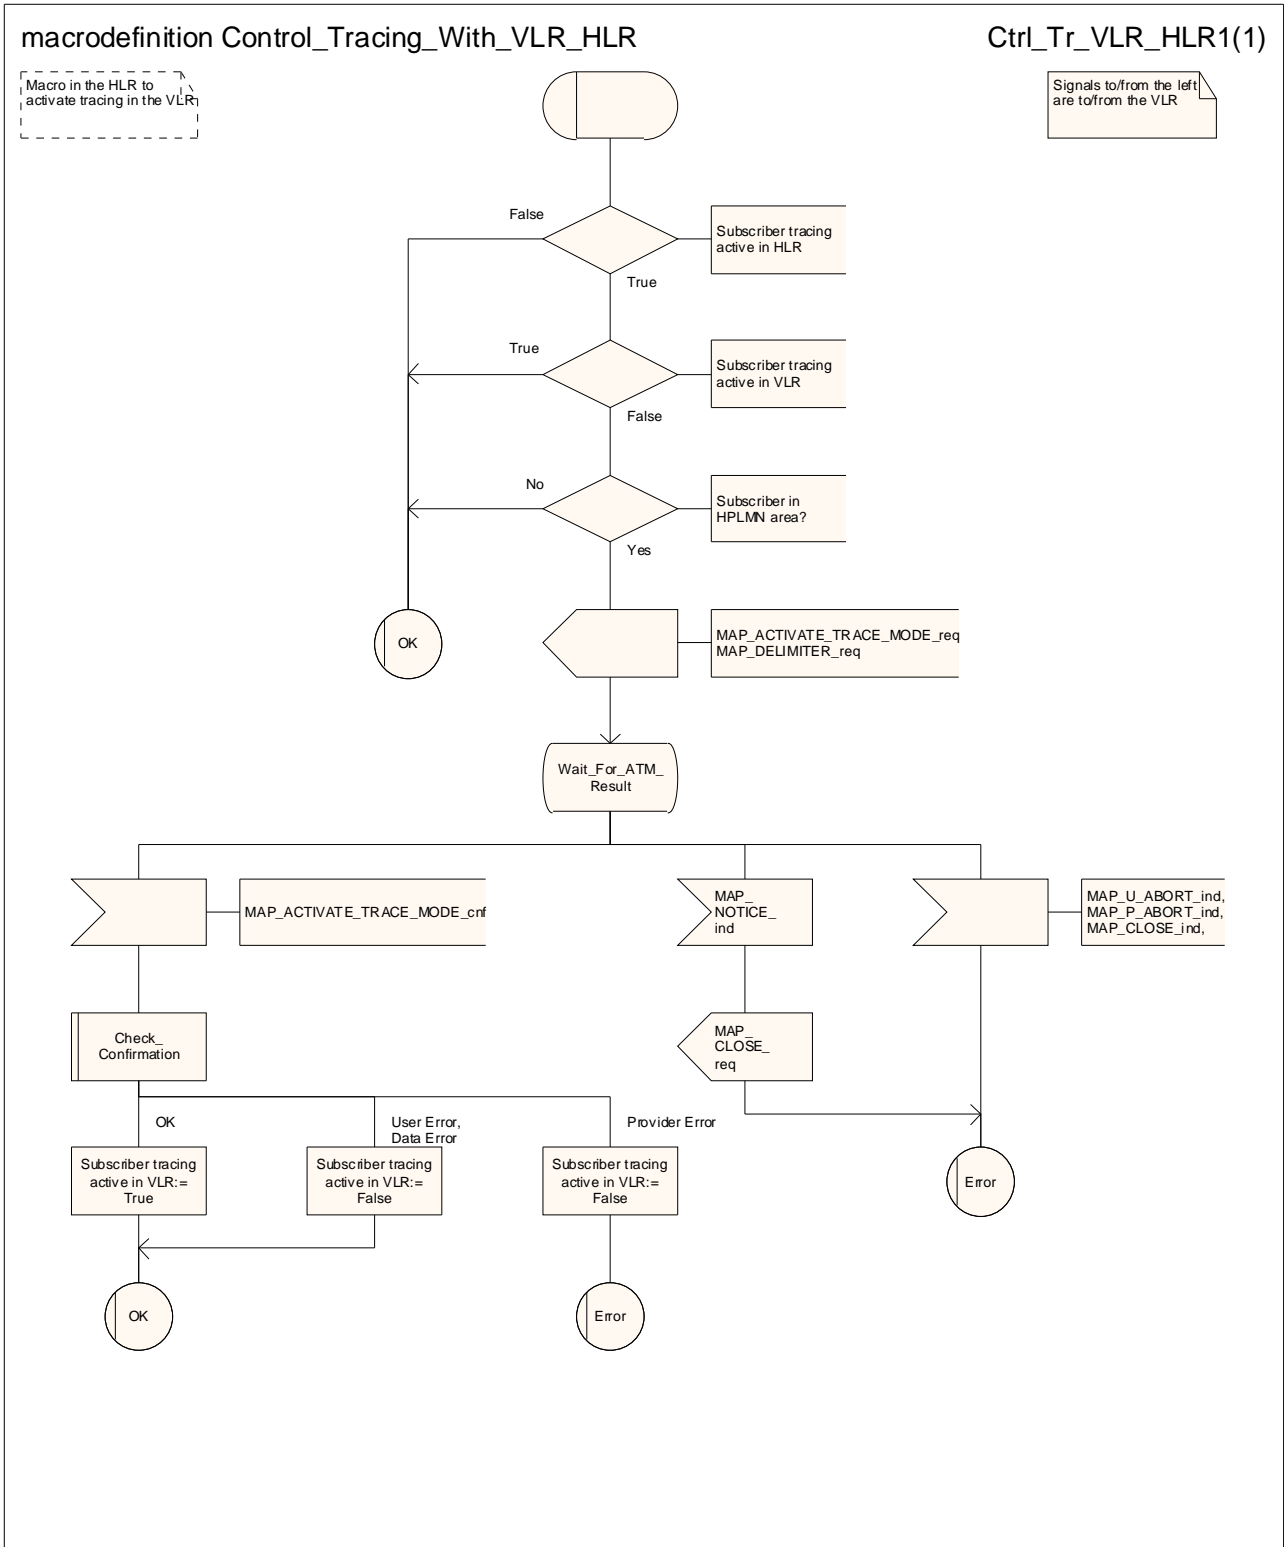 macrodefinition Control_Tracing_With_VLR_HLR
Ctrl_Tr_VLR_HLR1(1)
Macro in the HLR to
activate tracing in the VLR
Signals to/from the left
are to/from the VLR
False
Subscriber tracing
active in HLR
True
True
Subscriber tracing
active in VLR
False
No
Subscriber in
HPLMN area?
Yes
OK
MAP_ACTIVATE_TRACE_MODE_req
MAP_DELIMITER_req
Wait_For_ATM_
Result
MAP_ACTIVATE_TRACE_MODE_cnf
MAP_
NOTICE_
ind
MAP_U_ABORT_ind,
MAP_P_ABORT_ind,
MAP_CLOSE_ind,
Check_
Confirmation
MAP_
CLOSE_
req
OK
User Error,
Data Error
Provider Error
Subscriber tracing
active in VLR:=
True
Subscriber tracing
active in VLR:=
False
Subscriber tracing
active in VLR:=
False
Error
OK
Error